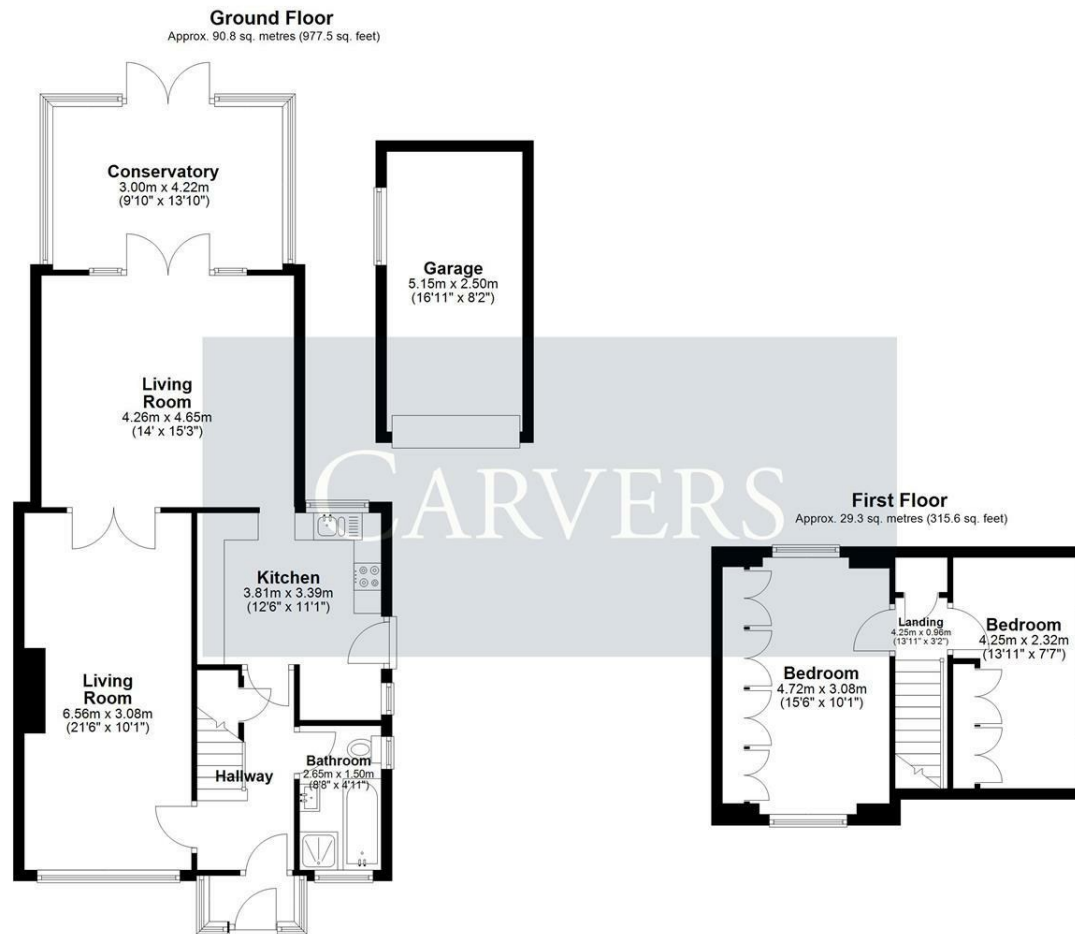 Ground Floor
Approx. 90.8 sq. metres (977.5 sq. feet)
Conservatory
3.00m x 4.22m
(9'10" x 13'10")
Garage
5.15m x 2.50m
(16'11" x 8'2")
Living
Room
4.26m x 4.65m
(14' x 15'3")
CARVERS
First Floor
Approx. 29.3 sq. metres (315.6 sq. feet)
Kitchen
3.81m x 3.39m
(12'6" x 11'1")
Landing
4.25m x 0.96m
(13'11" x 3'2")
Bedroom
4.25m x 2.32m
(13'11" x 7'7")
Bedroom
4.72m x 3.08m
(15'6" x 10'1")
Living
Room
6.56m x 3.08m
(21'6" x 10'1")
Hallway
Bathroom
2.65m x 1.50m
(8'8" x 4'11")